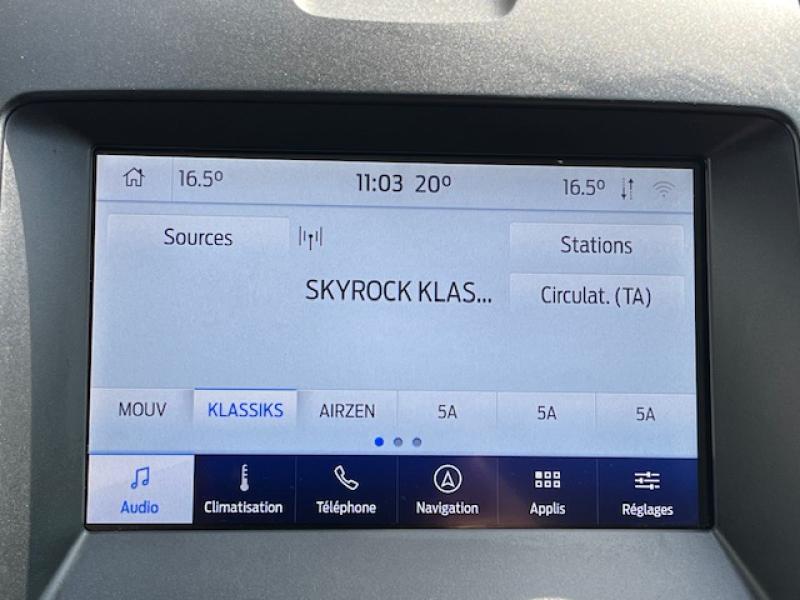 16.5° 11:03 20° 16.5°
Sources Stations
SKYROCK KLAS... Circulat. (TA)
MOUV KLASSIKS AIRZEN 5A 5A 5A
Audio Climatisation Téléphone Navigation Applis Réglages